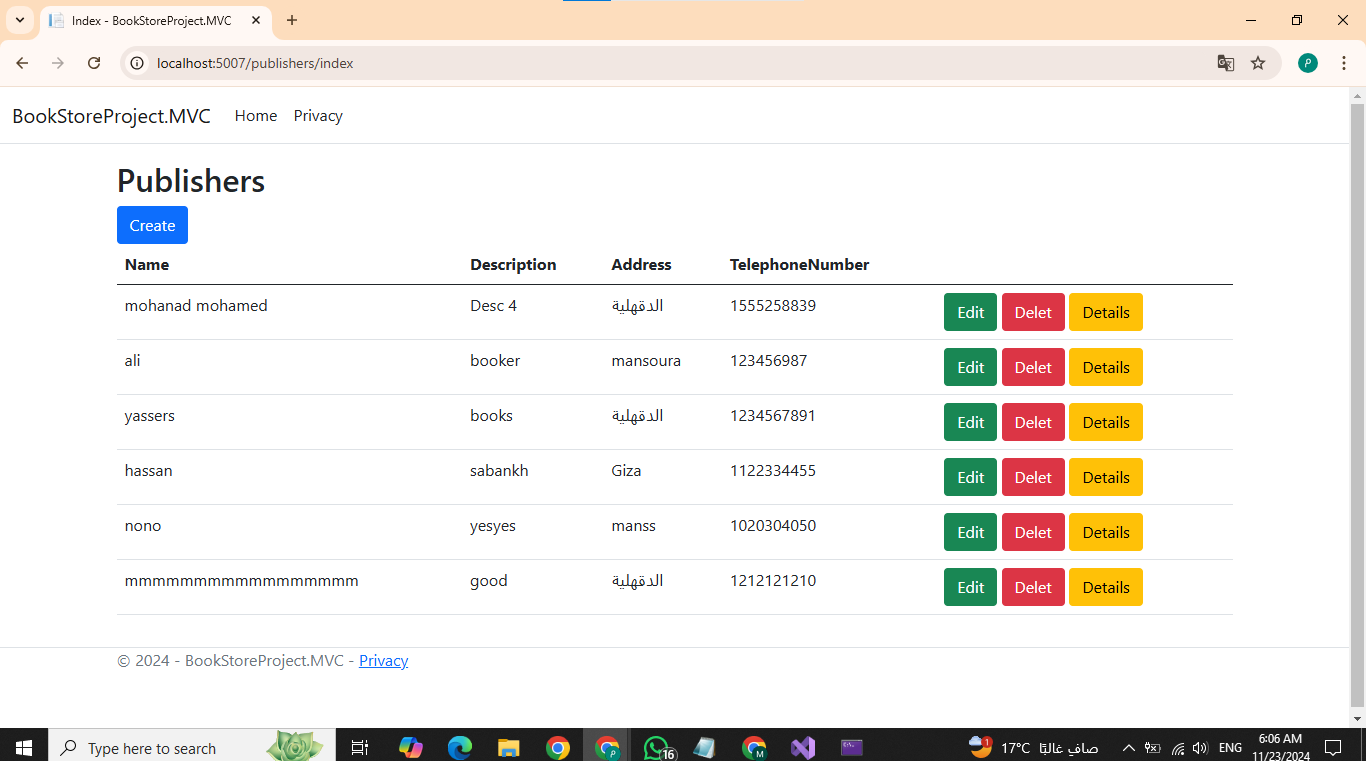 Index - BookStoreProject.MVC
localhost:5007/publishers/index
BookStoreProject.MVC Home Privacy
Publishers
Create
Name Description Address TelephoneNumber
mohanad mohamed Desc 4 الدقهلية 1555258839 Edit Delet Details
ali booker mansoura 123456987 Edit Delet Details
yassers books الدقهلية 1234567891 Edit Delet Details
hassan sabankh Giza 1122334455 Edit Delet Details
nono yesyes manss 1020304050 Edit Delet Details
mmmmmmmmmmmmmmmmm good الدقهلية 1212121210 Edit Delet Details
© 2024 - BookStoreProject.MVC - Privacy
Type here to search 16 M 1 17°C صافٍ غالبًا ENG 6:06 AM
11/23/2024